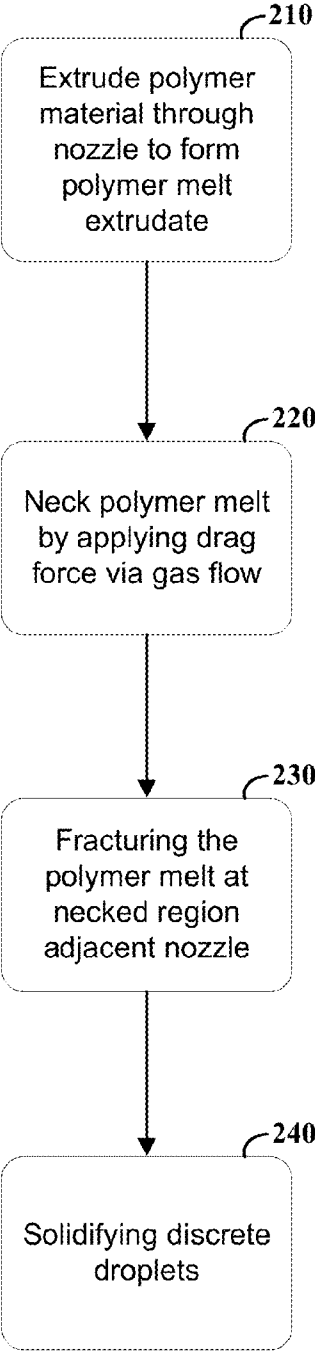 210
Extrude polymer
material through
nozzle to form
polymer melt
extrudate
220
Neck polymer melt
by applying drag
force via gas flow
230
Fracturing the
polymer melt at
necked region
adjacent nozzle
240
Solidifying discrete
droplets